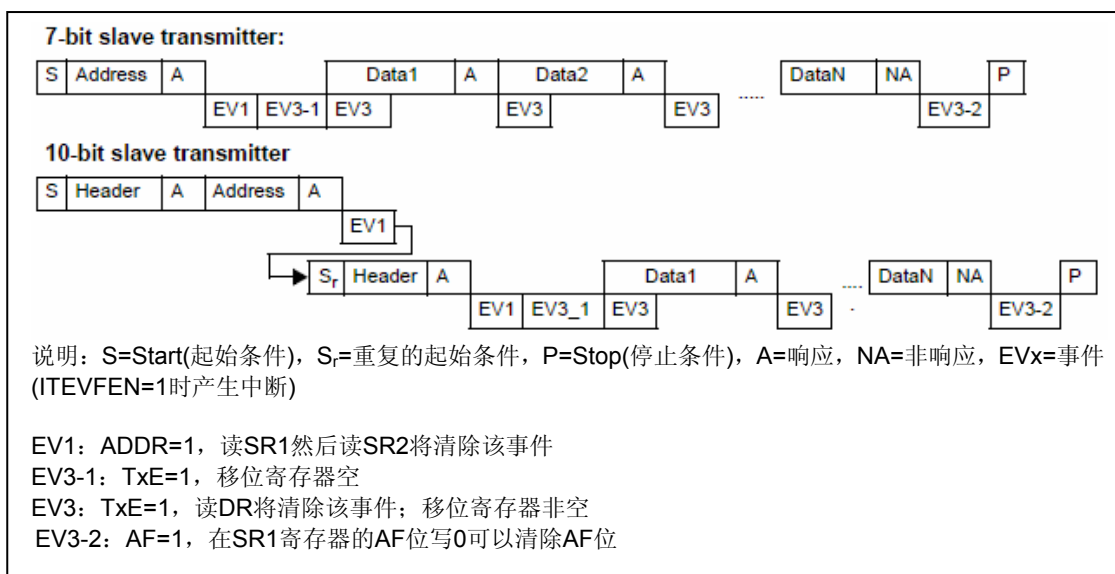 7-bit slave transmitter:
S Address A Data1 A Data2 A ..... DataN NA P
EV1 EV3-1 EV3 EV3 EV3 EV3-2
10-bit slave transmitter
S Header A Address A
EV1
Sr Header A Data1 A .... DataN NA P
EV1 EV3_1 EV3 EV3 . EV3-2
说明：S=Start(起始条件)，Sr=重复的起始条件，P=Stop(停止条件)，A=响应，NA=非响应，EVx=事件
(ITEVFEN=1时产生中断)
EV1：ADDR=1，读SR1然后读SR2将清除该事件
EV3-1：TxE=1，移位寄存器空
EV3：TxE=1，读DR将清除该事件；移位寄存器非空
EV3-2：AF=1，在SR1寄存器的AF位写0可以清除AF位